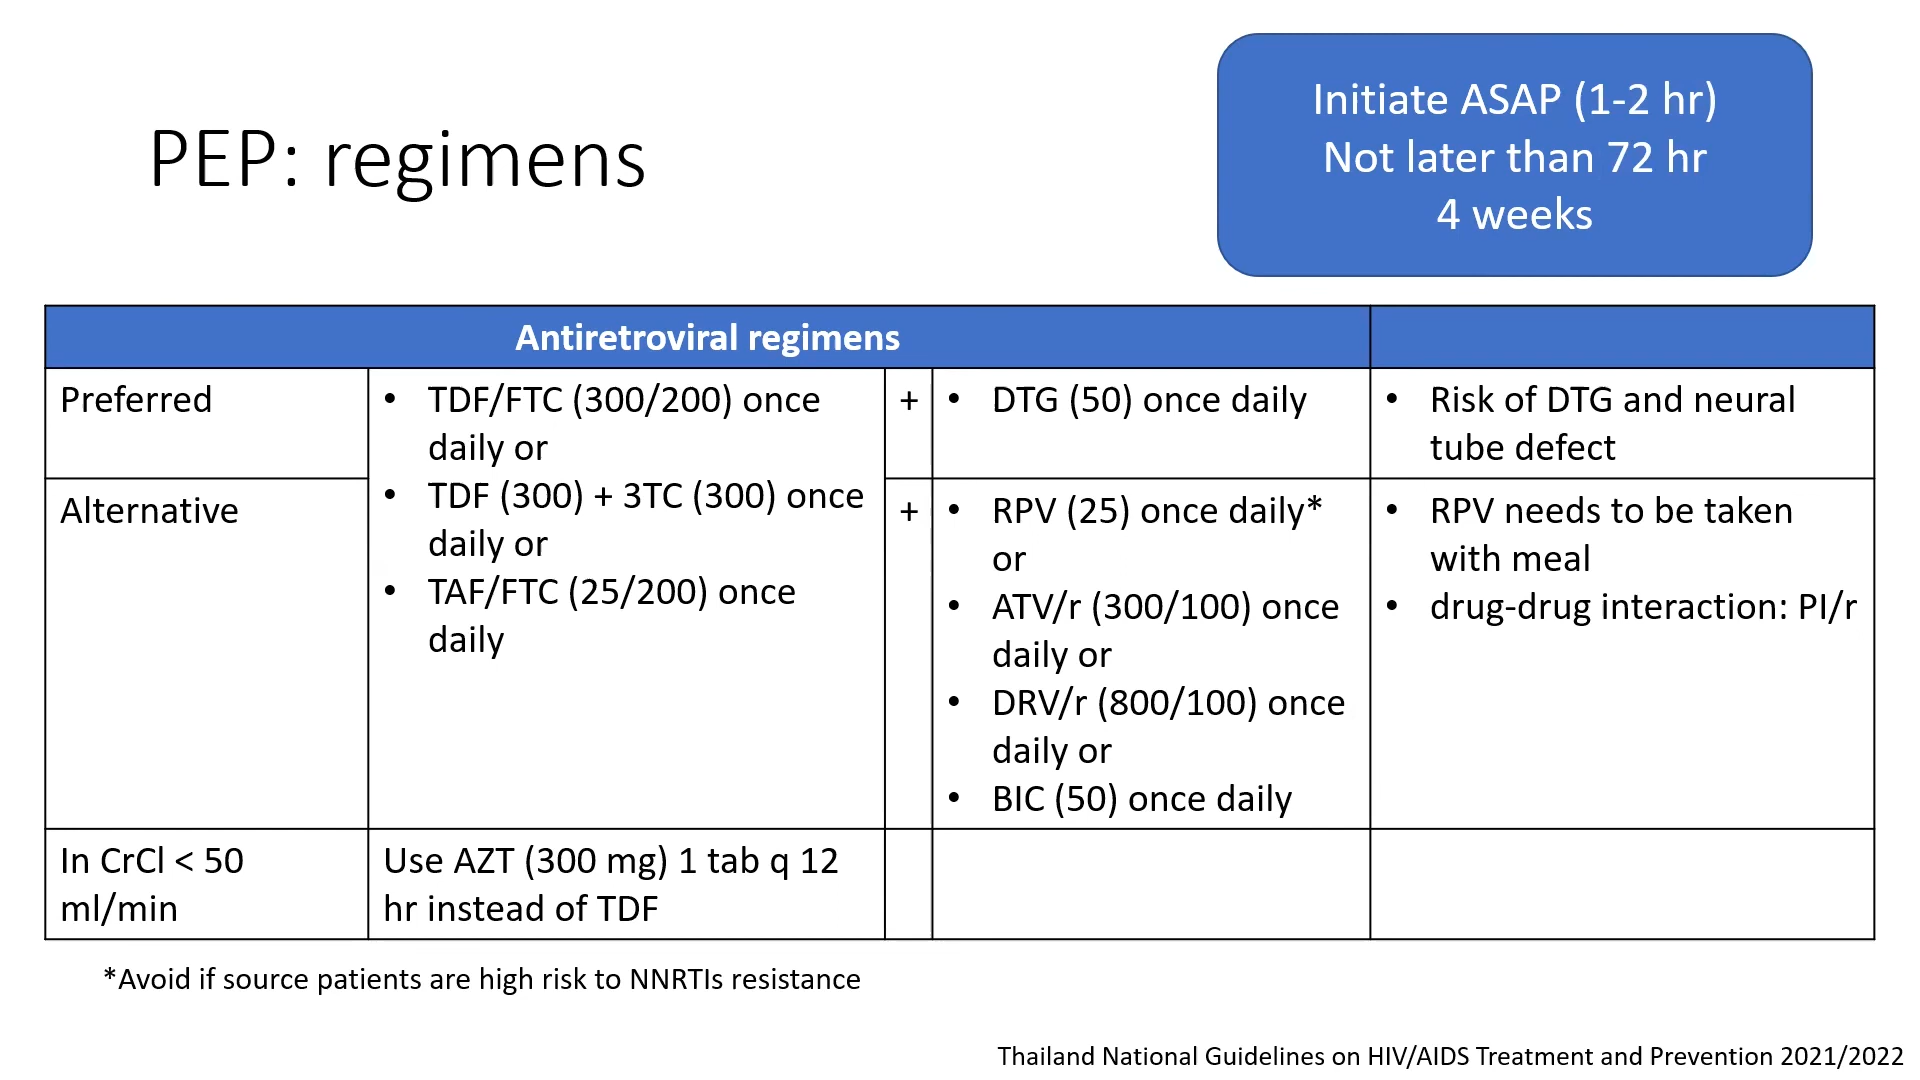 PEP: regimens
Initiate ASAP (1-2 hr)
Not later than 72 hr
4 weeks
Antiretroviral regimens
Preferred
• TDF/FTC (300/200) once
daily or
• TDF (300) + 3TC (300) once
daily or
• TAF/FTC (25/200) once
daily
+
• DTG (50) once daily
• Risk of DTG and neural
tube defect
Alternative
+
• RPV (25) once daily*
or
• ATV/r (300/100) once
daily or
• DRV/r (800/100) once
daily or
• BIC (50) once daily
• RPV needs to be taken
with meal
• drug-drug interaction: PI/r
In CrCl < 50
ml/min
Use AZT (300 mg) 1 tab q 12
hr instead of TDF
*Avoid if source patients are high risk to NNRTIs resistance
Thailand National Guidelines on HIV/AIDS Treatment and Prevention 2021/2022